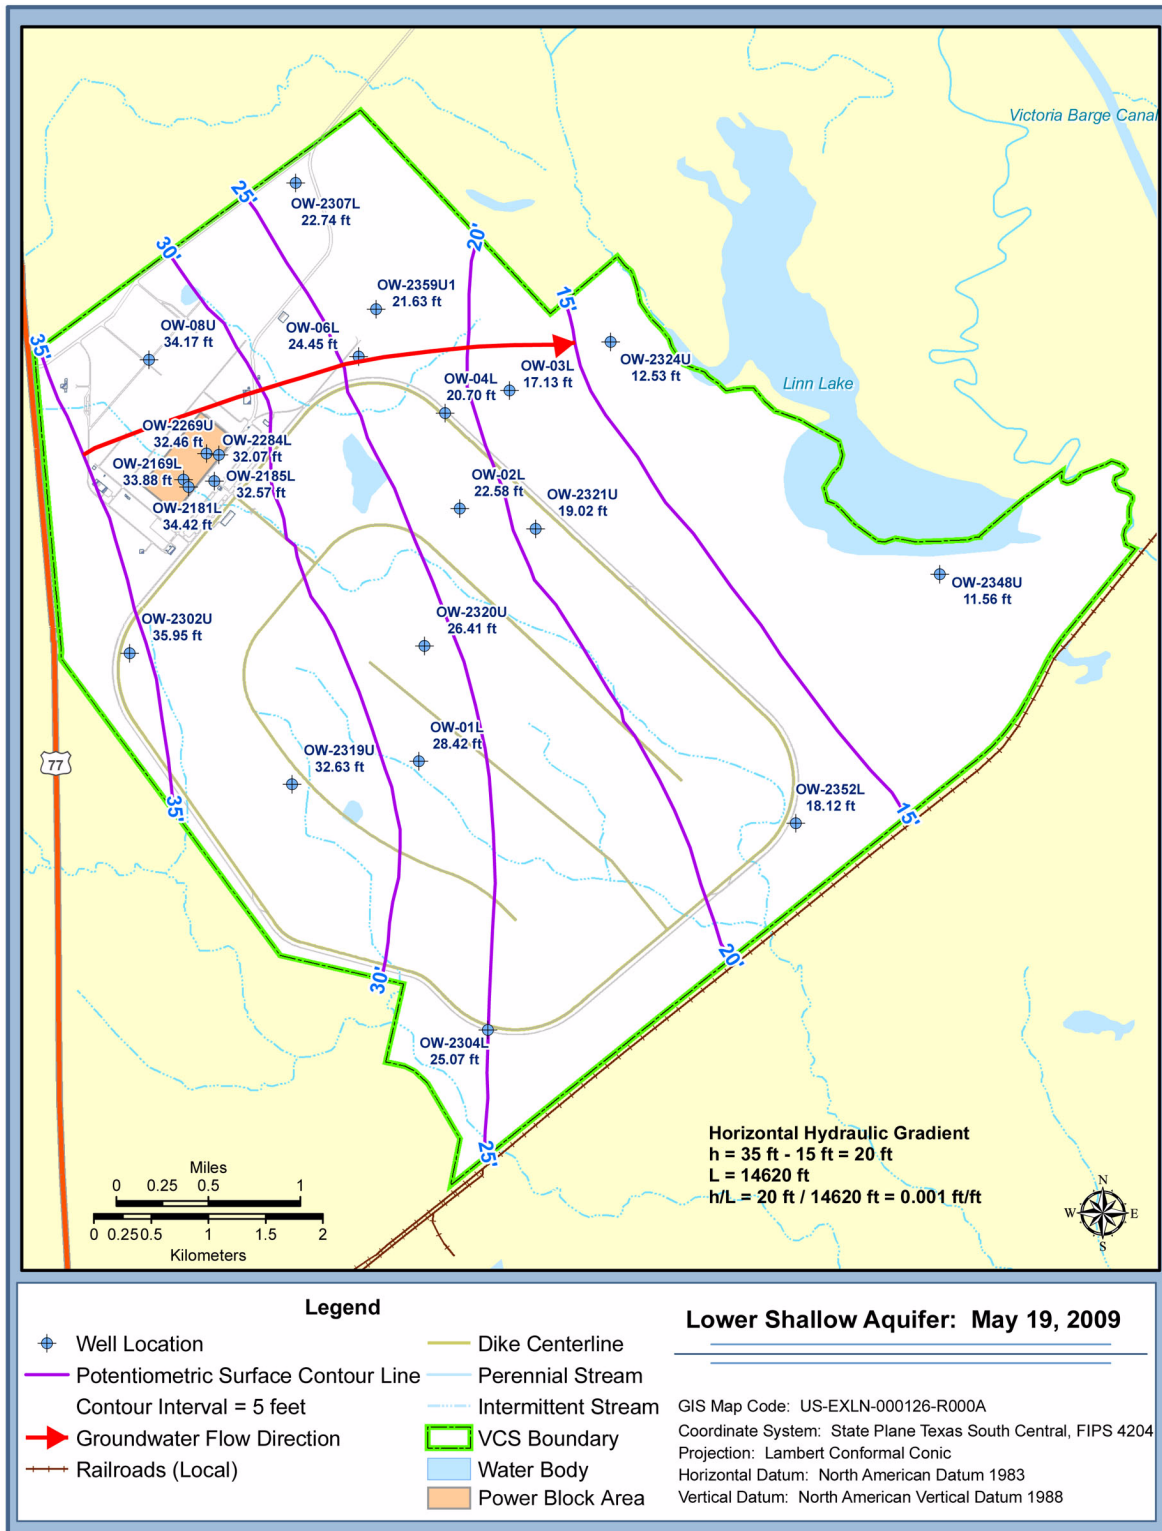 Victoria Barge Canal
25'
OW-2307L
22.74 ft
30'
20'
OW-2359U1
21.63 ft
15'
OW-08U
34.17 ft
OW-06L
24.45 ft
35'
OW-03L
17.13 ft
OW-2324U
12.53 ft
OW-04L
20.70 ft
Linn Lake
OW-2269U
32.46 ft
OW-2284L
32.07 ft
OW-2169L
33.88 ft
OW-2185L
32.57 ft
OW-2181L
34.42 ft
OW-02L
22.58 ft
OW-2321U
19.02 ft
OW-2348U
11.56 ft
OW-2302U
35.95 ft
OW-2320U
26.41 ft
OW-01L
28.42 ft
OW-2319U
32.63 ft
77
OW-2352L
18.12 ft
35'
15'
20'
30'
OW-2304L
25.07 ft
25'
Horizontal Hydraulic Gradient
h = 35 ft - 15 ft = 20 ft
L = 14620 ft
h/L = 20 ft / 14620 ft = 0.001 ft/ft
Miles
0 0.25 0.5 1
0 0.25 0.5 1 1.5 2
Kilometers
N
W E
S
Legend
Well Location
Potentiometric Surface Contour Line
Contour Interval = 5 feet
Groundwater Flow Direction
Railroads (Local)
Dike Centerline
Perennial Stream
Intermittent Stream
VCS Boundary
Water Body
Power Block Area
Lower Shallow Aquifer: May 19, 2009
GIS Map Code: US-EXLN-000126-R000A
Coordinate System: State Plane Texas South Central, FIPS 4204
Projection: Lambert Conformal Conic
Horizontal Datum: North American Datum 1983
Vertical Datum: North American Vertical Datum 1988